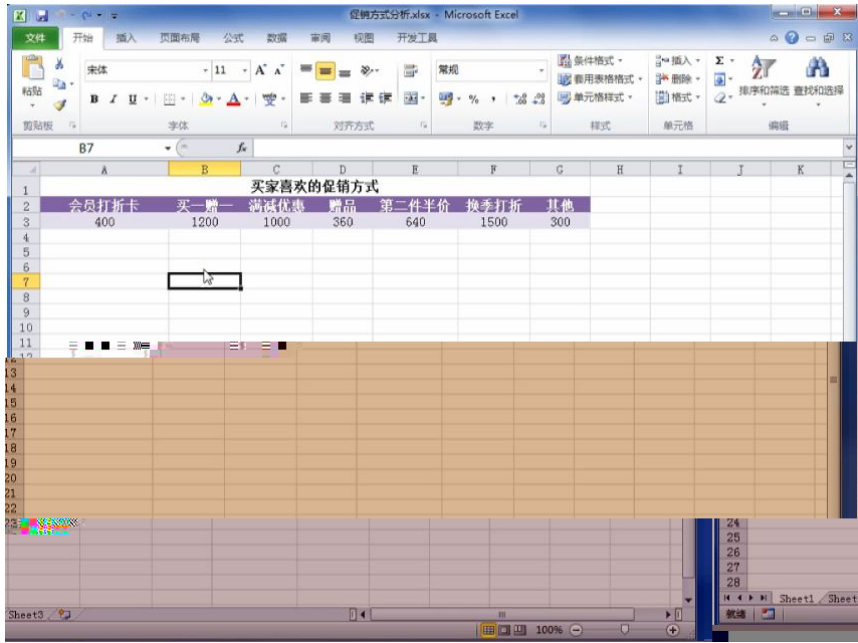 促销方式分析.xlsx - Microsoft Excel
文件 开始 插入 页面布局 公式 数据 审阅 视图 开发工具
宋体 11 常规 条件格式 插入 Σ
粘贴 套用表格格式 删除 排序和筛选 查找和选择
B I U A % , 单元格样式 格式
剪贴板 字体 对齐方式 数字 样式 单元格 编辑
B7 fx
A B C D E F G H I J K
1 买家喜欢的促销方式
2 会员打折卡 买一赠一 满减优惠 赠品 第二件半价 换季打折 其他
3 400 1200 1000 360 640 1500 300
4
5
6
7
8
9
10
11
12
13
14
15
16
17
18
19
20
21
22
23 24
25
26
27
28
Sheet3 Sheet1 Sheet
就绪
100%